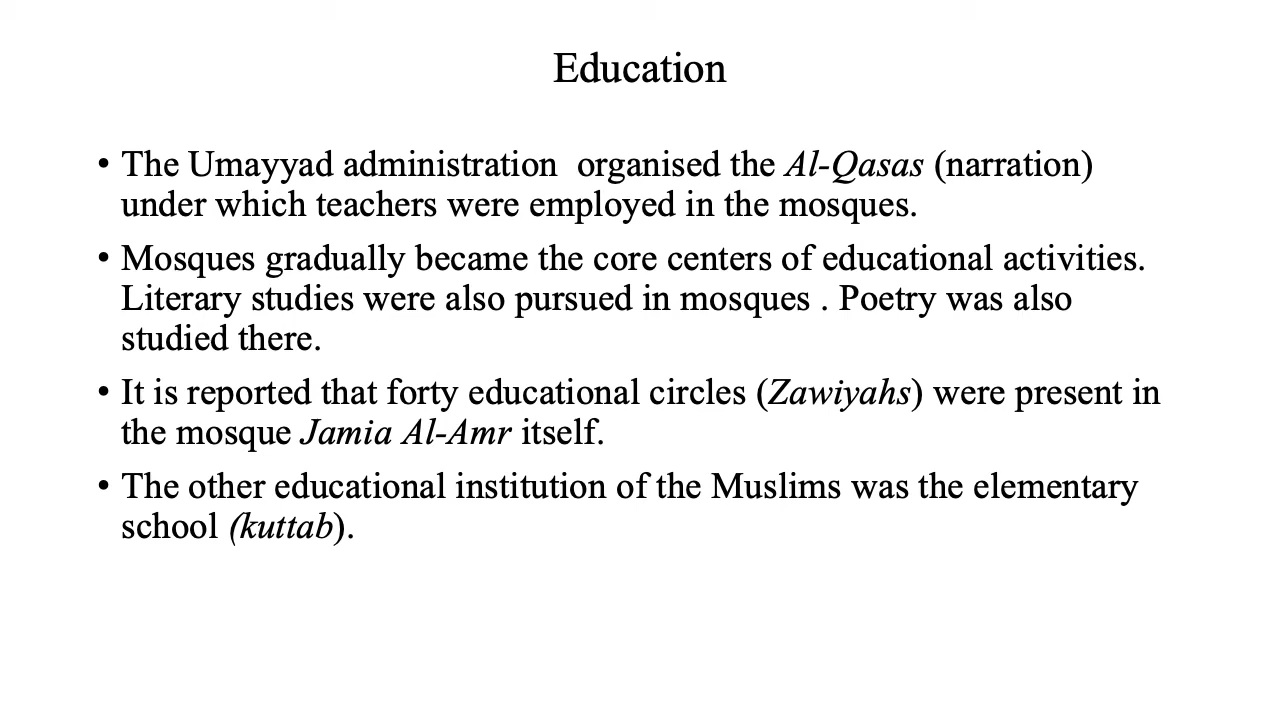 Education
• The Umayyad administration  organised the Al-Qasas (narration)
under which teachers were employed in the mosques.
• Mosques gradually became the core centers of educational activities.
Literary studies were also pursued in mosques . Poetry was also
studied there.
• It is reported that forty educational circles (Zawiyahs) were present in
the mosque Jamia Al-Amr itself.
• The other educational institution of the Muslims was the elementary
school (kuttab).